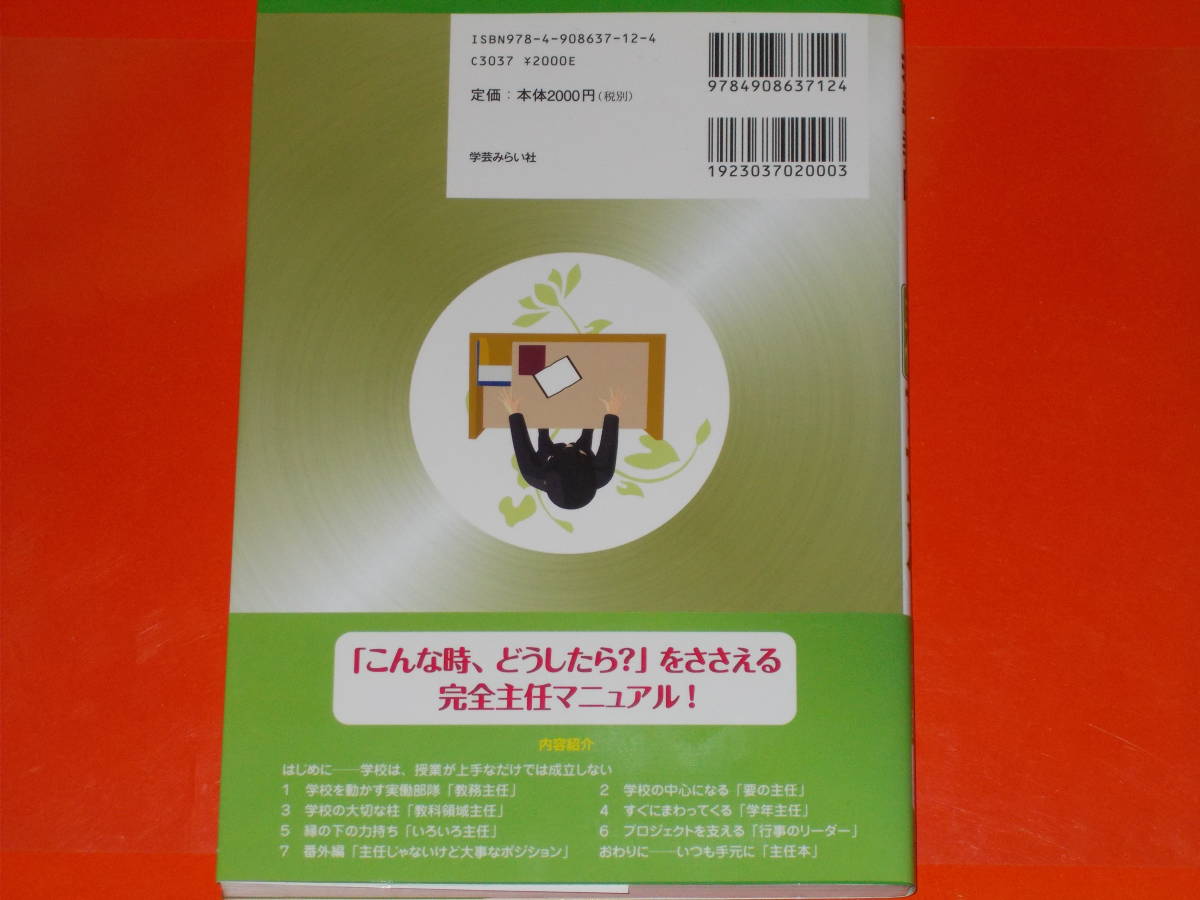 ISBN978-4-908637-12-4
C3037 ¥2000E
定価：本体2000円(税別)
学芸みらい社
9784908637124
1923037020003
「こんな時、どうしたら?」をささえる
完全主任マニュアル！
内容紹介
はじめに──学校は、授業が上手なだけでは成立しない
1 学校を動かす実働部隊「教務主任」
2 学校の中心になる「要の主任」
3 学校の大切な柱「教科領域主任」
4 すぐにまわってくる「学年主任」
5 縁の下の力持ち「いろいろ主任」
6 プロジェクトを支える「行事のリーダー」
7 番外編「主任じゃないけど大事なポジション」
おわりに──いつも手元に「主任本」